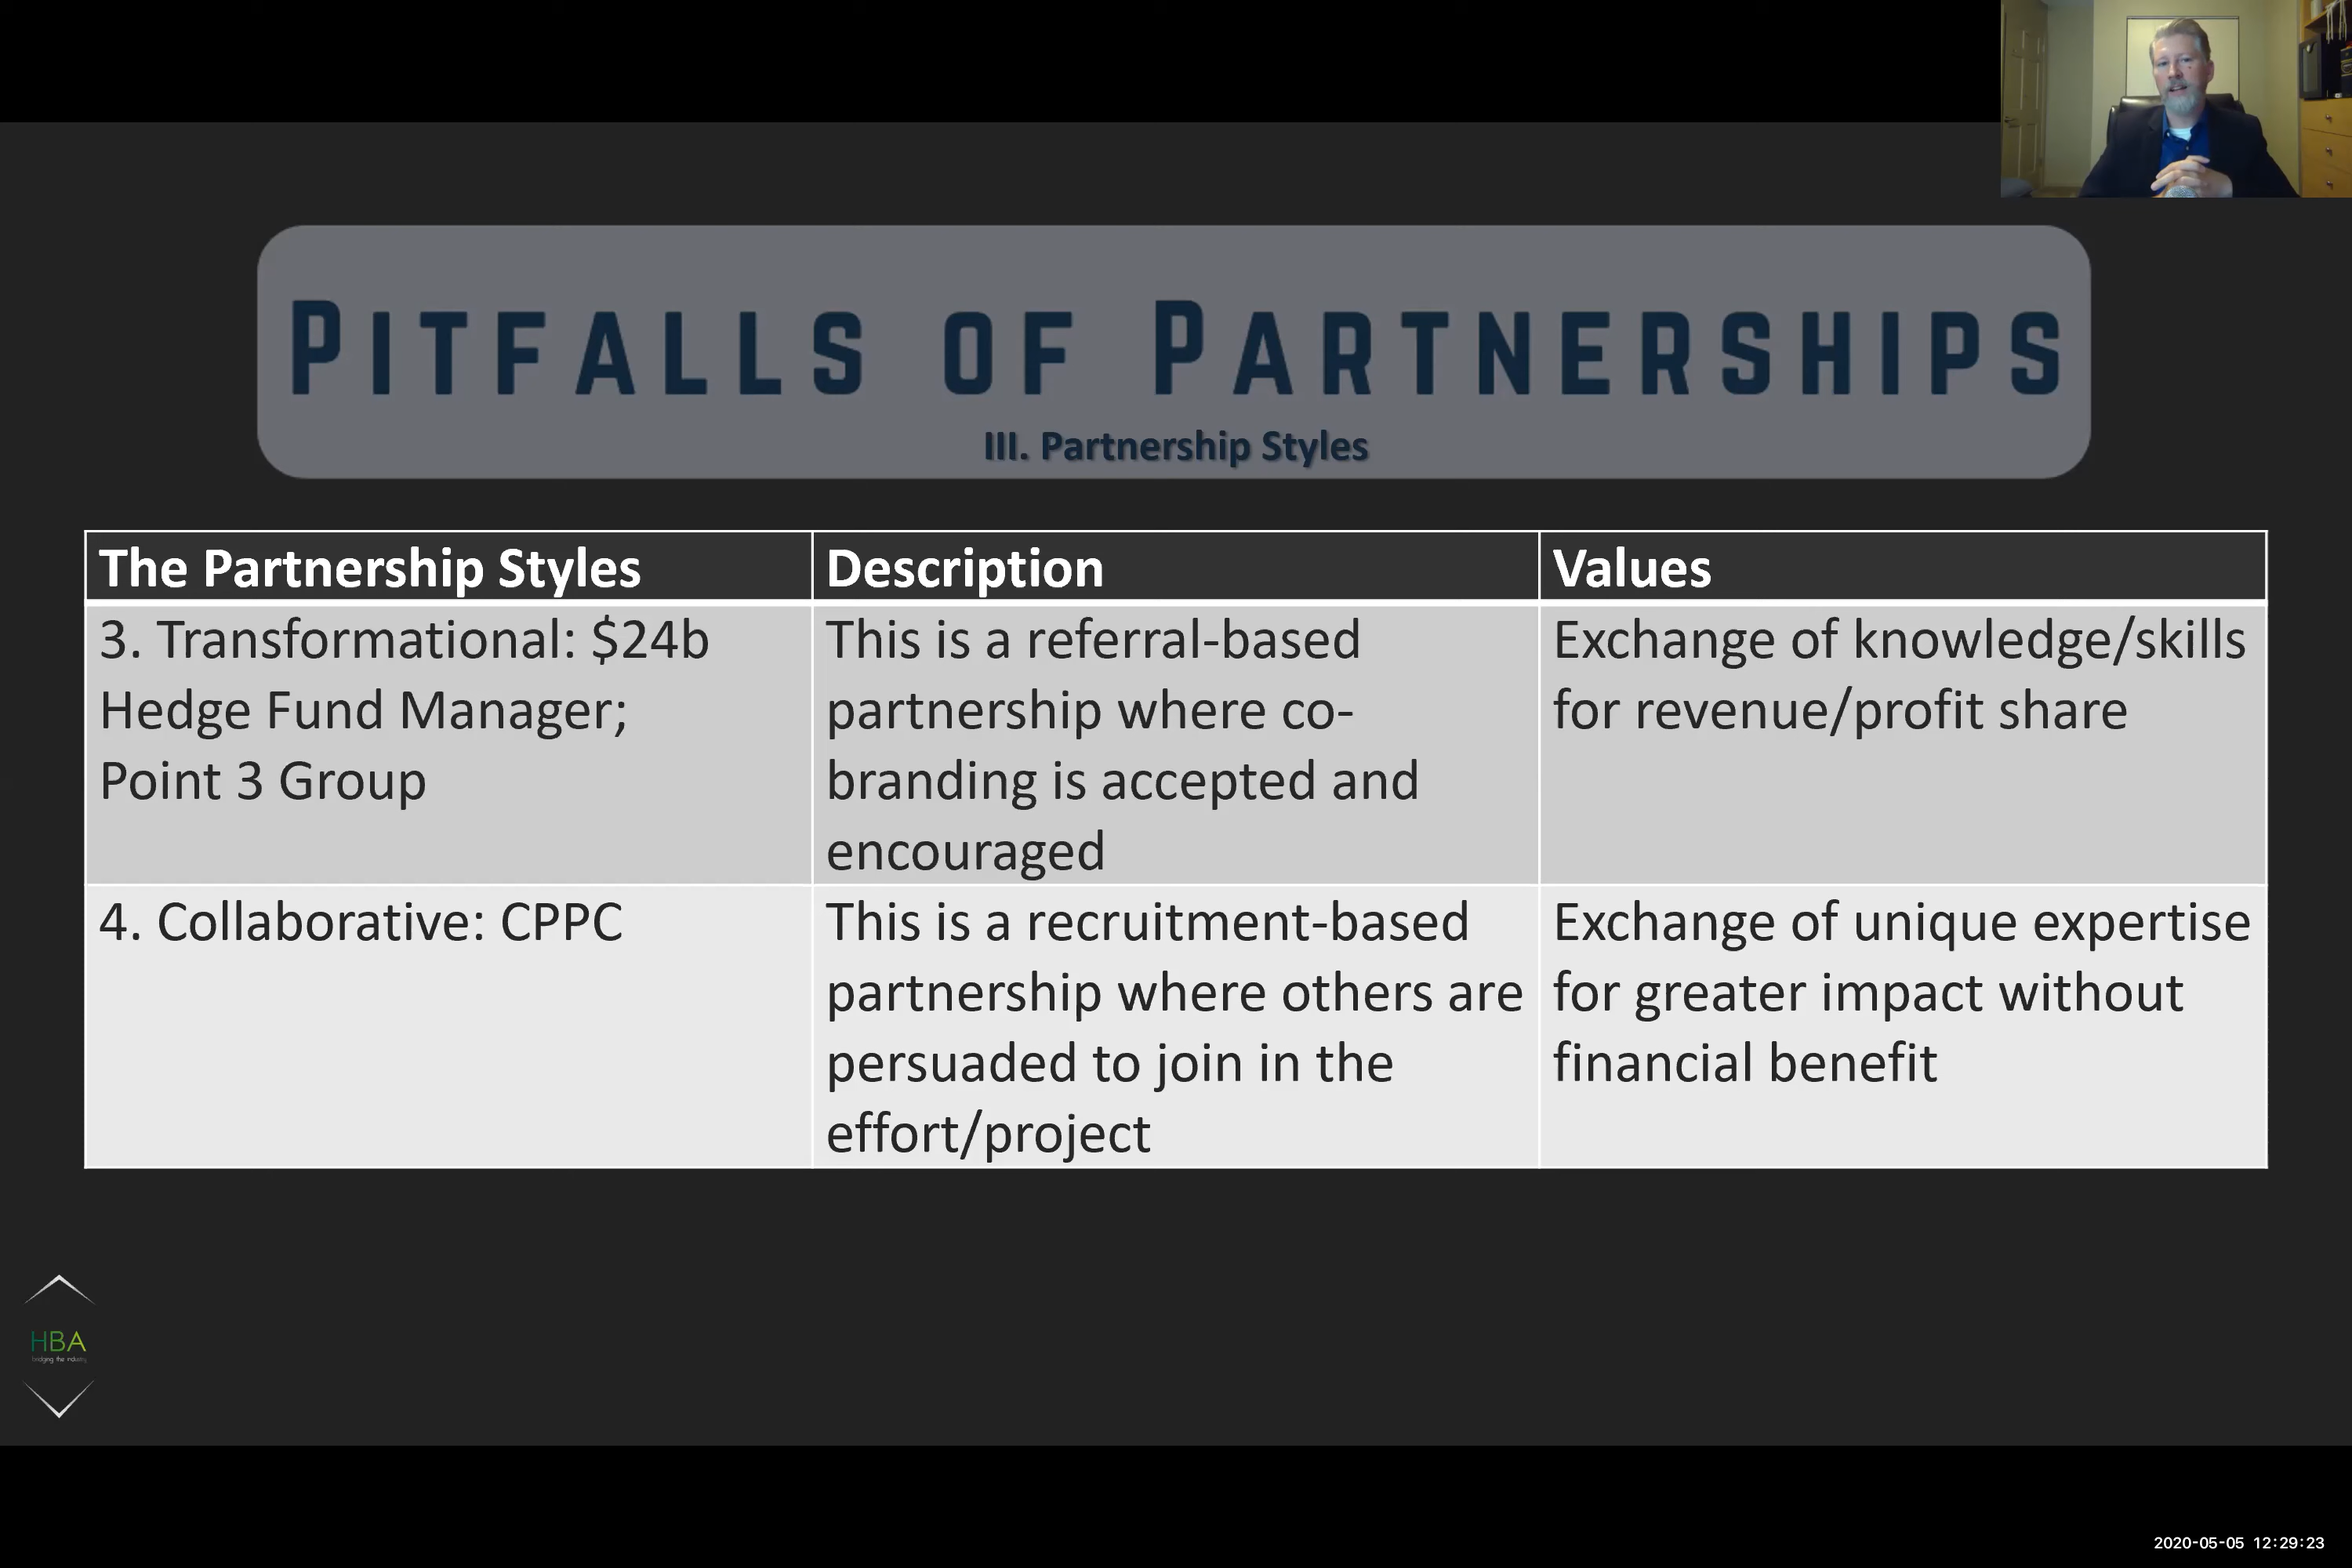 Pitfalls of Partnerships
III. Partnership Styles
The Partnership Styles
Description
Values
3. Transformational: $24b
Hedge Fund Manager;
Point 3 Group
This is a referral-based
partnership where co-
branding is accepted and
encouraged
Exchange of knowledge/skills
for revenue/profit share
4. Collaborative: CPPC
This is a recruitment-based
partnership where others are
persuaded to join in the
effort/project
Exchange of unique expertise
for greater impact without
financial benefit
HBA
bridging the industry
2020-05-05 12:29:23